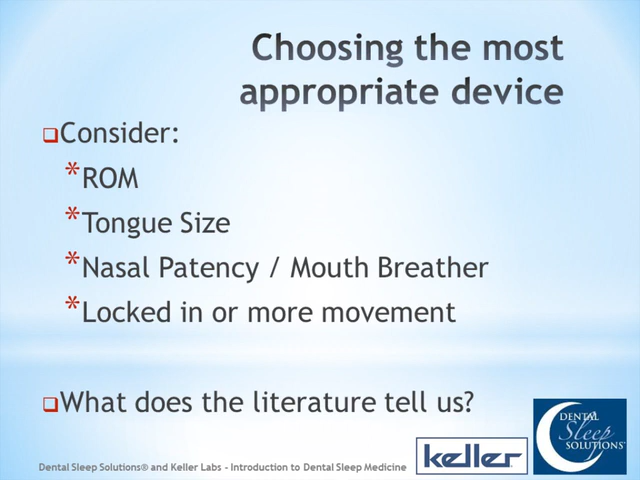 Choosing the most
appropriate device
Consider:
*ROM
*Tongue Size
*Nasal Patency / Mouth Breather
*Locked in or more movement
What does the literature tell us?
Dental Sleep Solutions® and Keller Labs - Introduction to Dental Sleep Medicine
keller
DENTAL
Sleep
SOLUTIONS